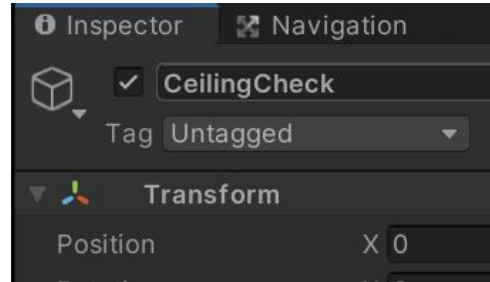 Inspector Navigation
CeilingCheck
Tag Untagged
Transform
Position X 0